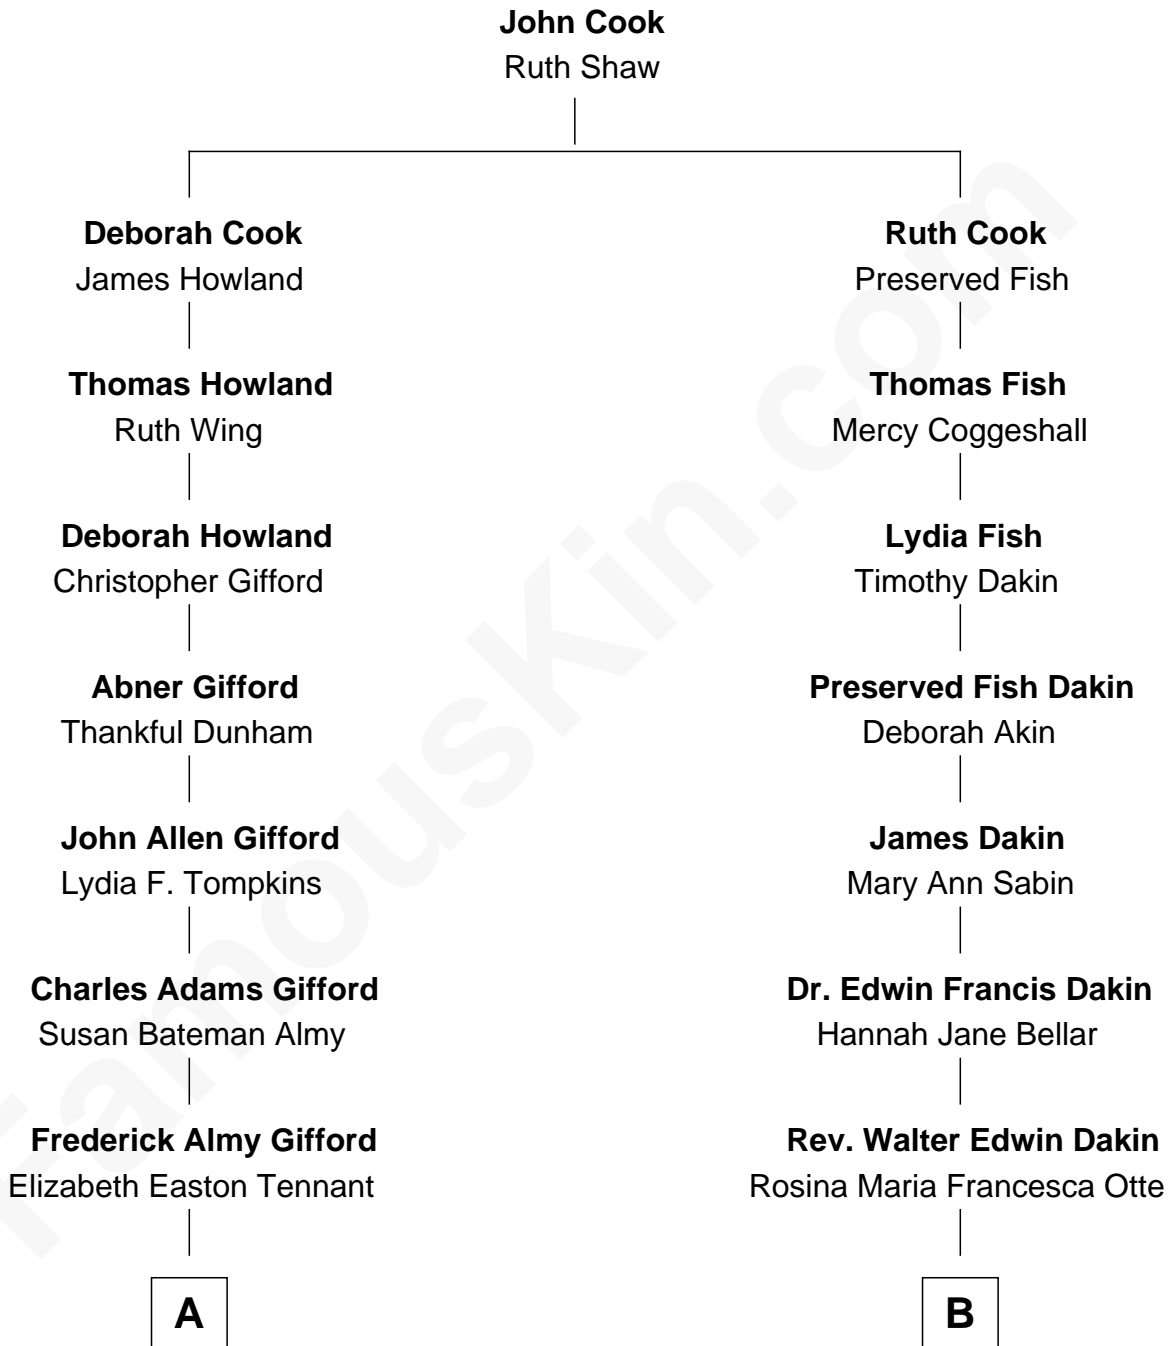 John Cook
Ruth Shaw
Deborah Cook
James Howland
Ruth Cook
Preserved Fish
Thomas Howland
Ruth Wing
Thomas Fish
Mercy Coggeshall
Deborah Howland
Christopher Gifford
Lydia Fish
Timothy Dakin
Abner Gifford
Thankful Dunham
Preserved Fish Dakin
Deborah Akin
John Allen Gifford
Lydia F. Tompkins
James Dakin
Mary Ann Sabin
Charles Adams Gifford
Susan Bateman Almy
Dr. Edwin Francis Dakin
Hannah Jane Bellar
Frederick Almy Gifford
Elizabeth Easton Tennant
Rev. Walter Edwin Dakin
Rosina Maria Francesca Otte
A
B
FamousKin.com